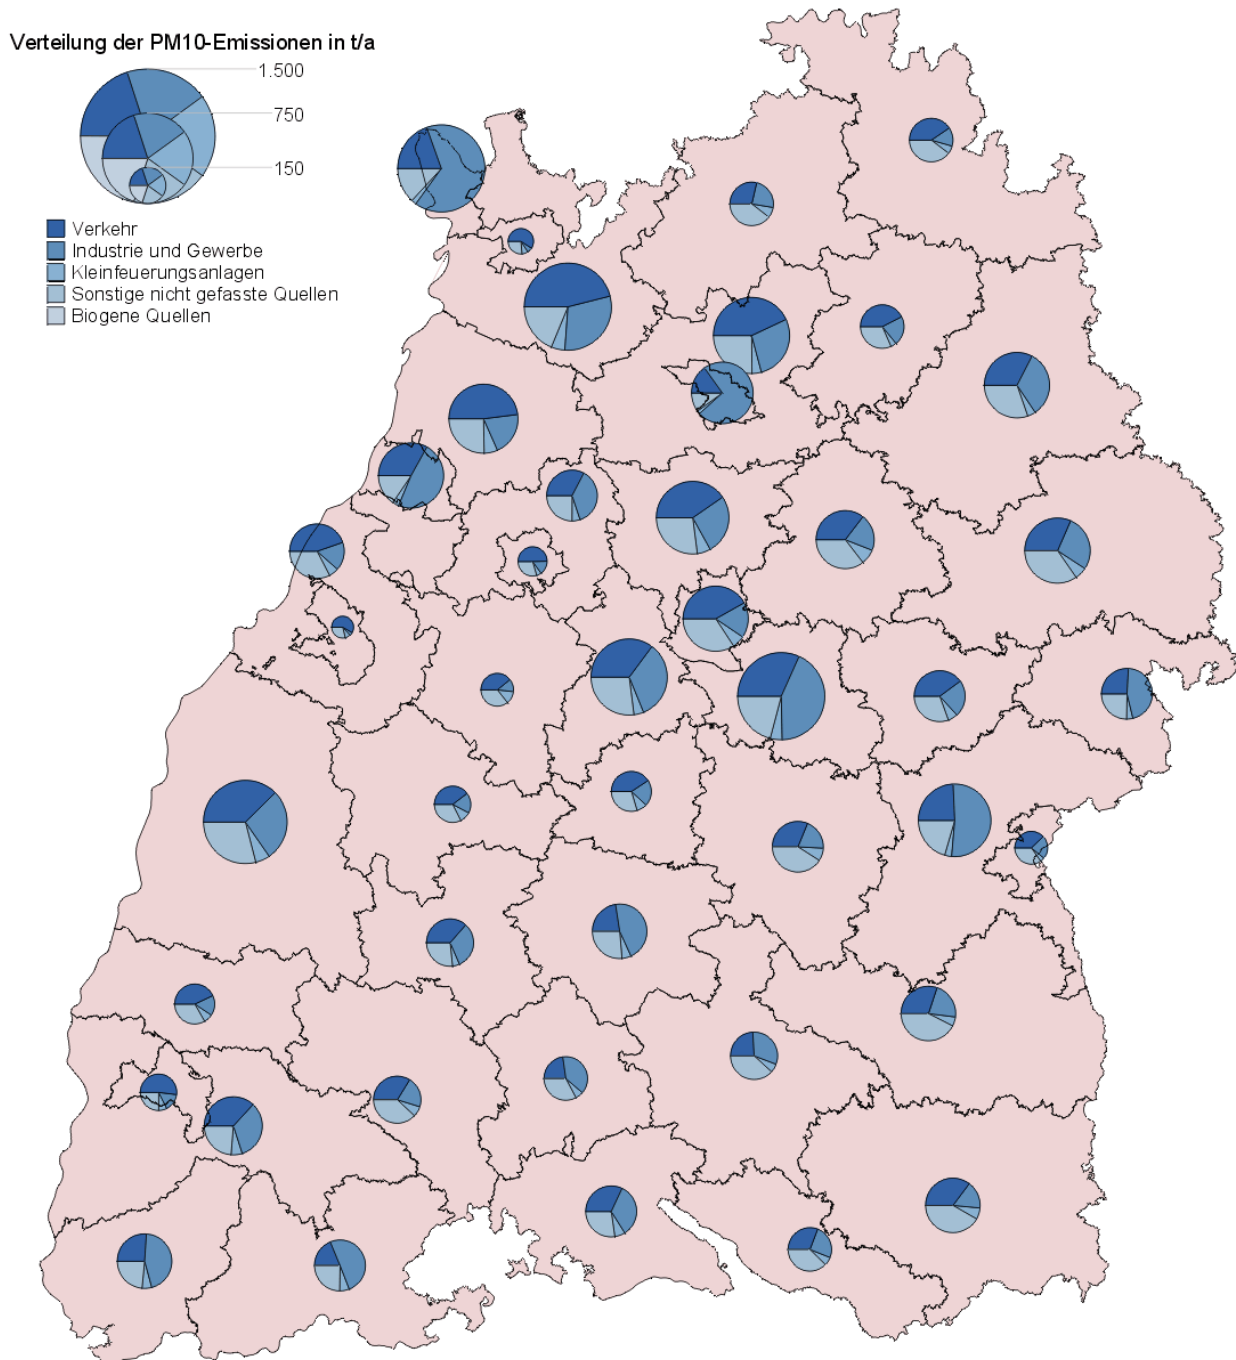 Verteilung der PM10-Emissionen in t/a
1.500
750
150
Verkehr
Industrie und Gewerbe
Kleinfeuerungsanlagen
Sonstige nicht gefasste Quellen
Biogene Quellen